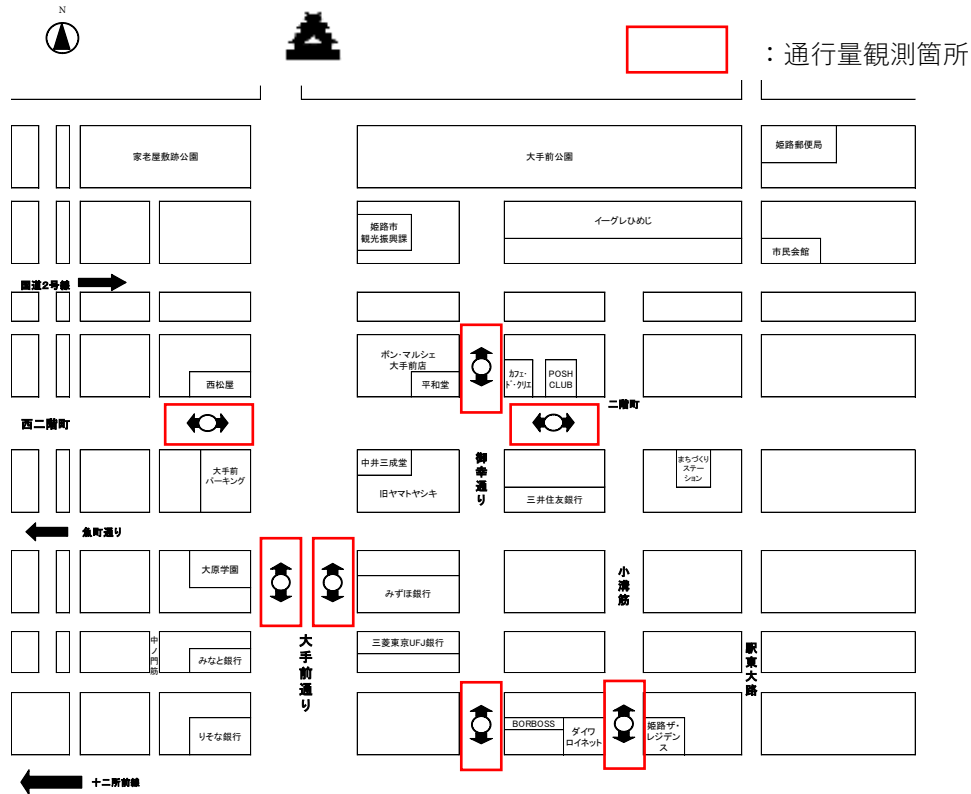 N
：通行量観測箇所
家老屋敷跡公園
大手前公園
姫路郵便局
姫路市
観光振興課
イーグレひめじ
市民会館
国道2号線
ボン・マルシェ
大手前店
平和堂
カフェ・
ド・クリエ
POSH
CLUB
西松屋
二階町
西二階町
大手前
パーキング
中井三成堂
旧ヤマトヤシキ
御幸通り
三井住友銀行
まちづくり
ステー
ション
魚町通り
大原学園
みずほ銀行
小溝筋
中ノ門筋
みなと銀行
大手前通り
三菱東京UFJ銀行
駅東大路
りそな銀行
BORBOSS
ダイワ
ロイネット
姫路ザ・
レジデン
ス
十二所前線